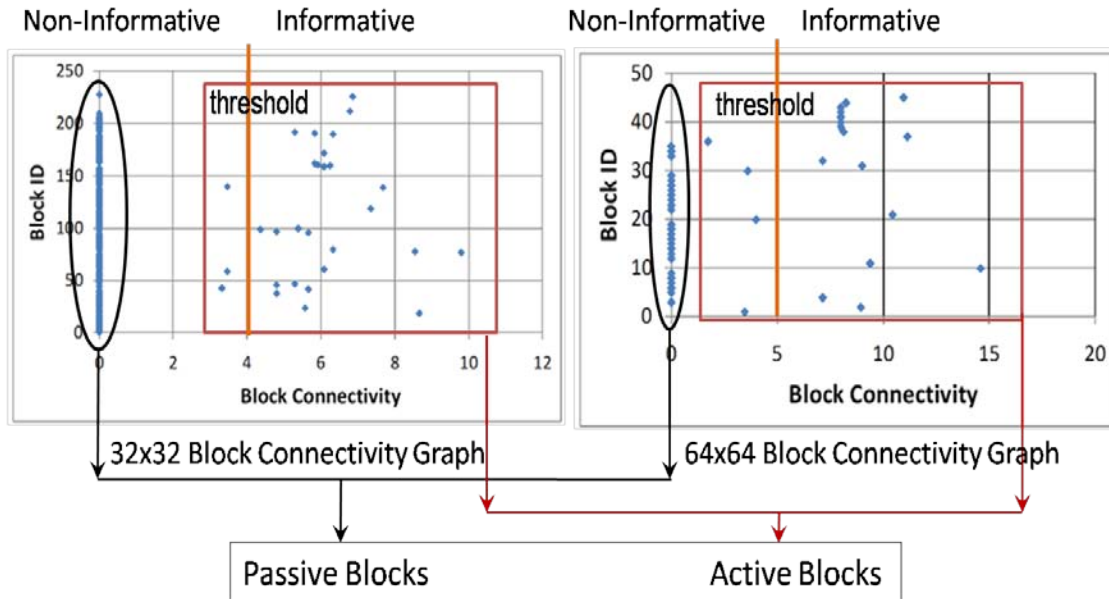 Non-Informative Informative Non-Informative Informative
250
200
150
100
50
0
threshold
Block ID
0 2 4 6 8 10 12
Block Connectivity
50
40
30
20
10
0
threshold
Block ID
0 5 10 15 20
Block Connectivity
32x32 Block Connectivity Graph 64x64 Block Connectivity Graph
Passive Blocks Active Blocks